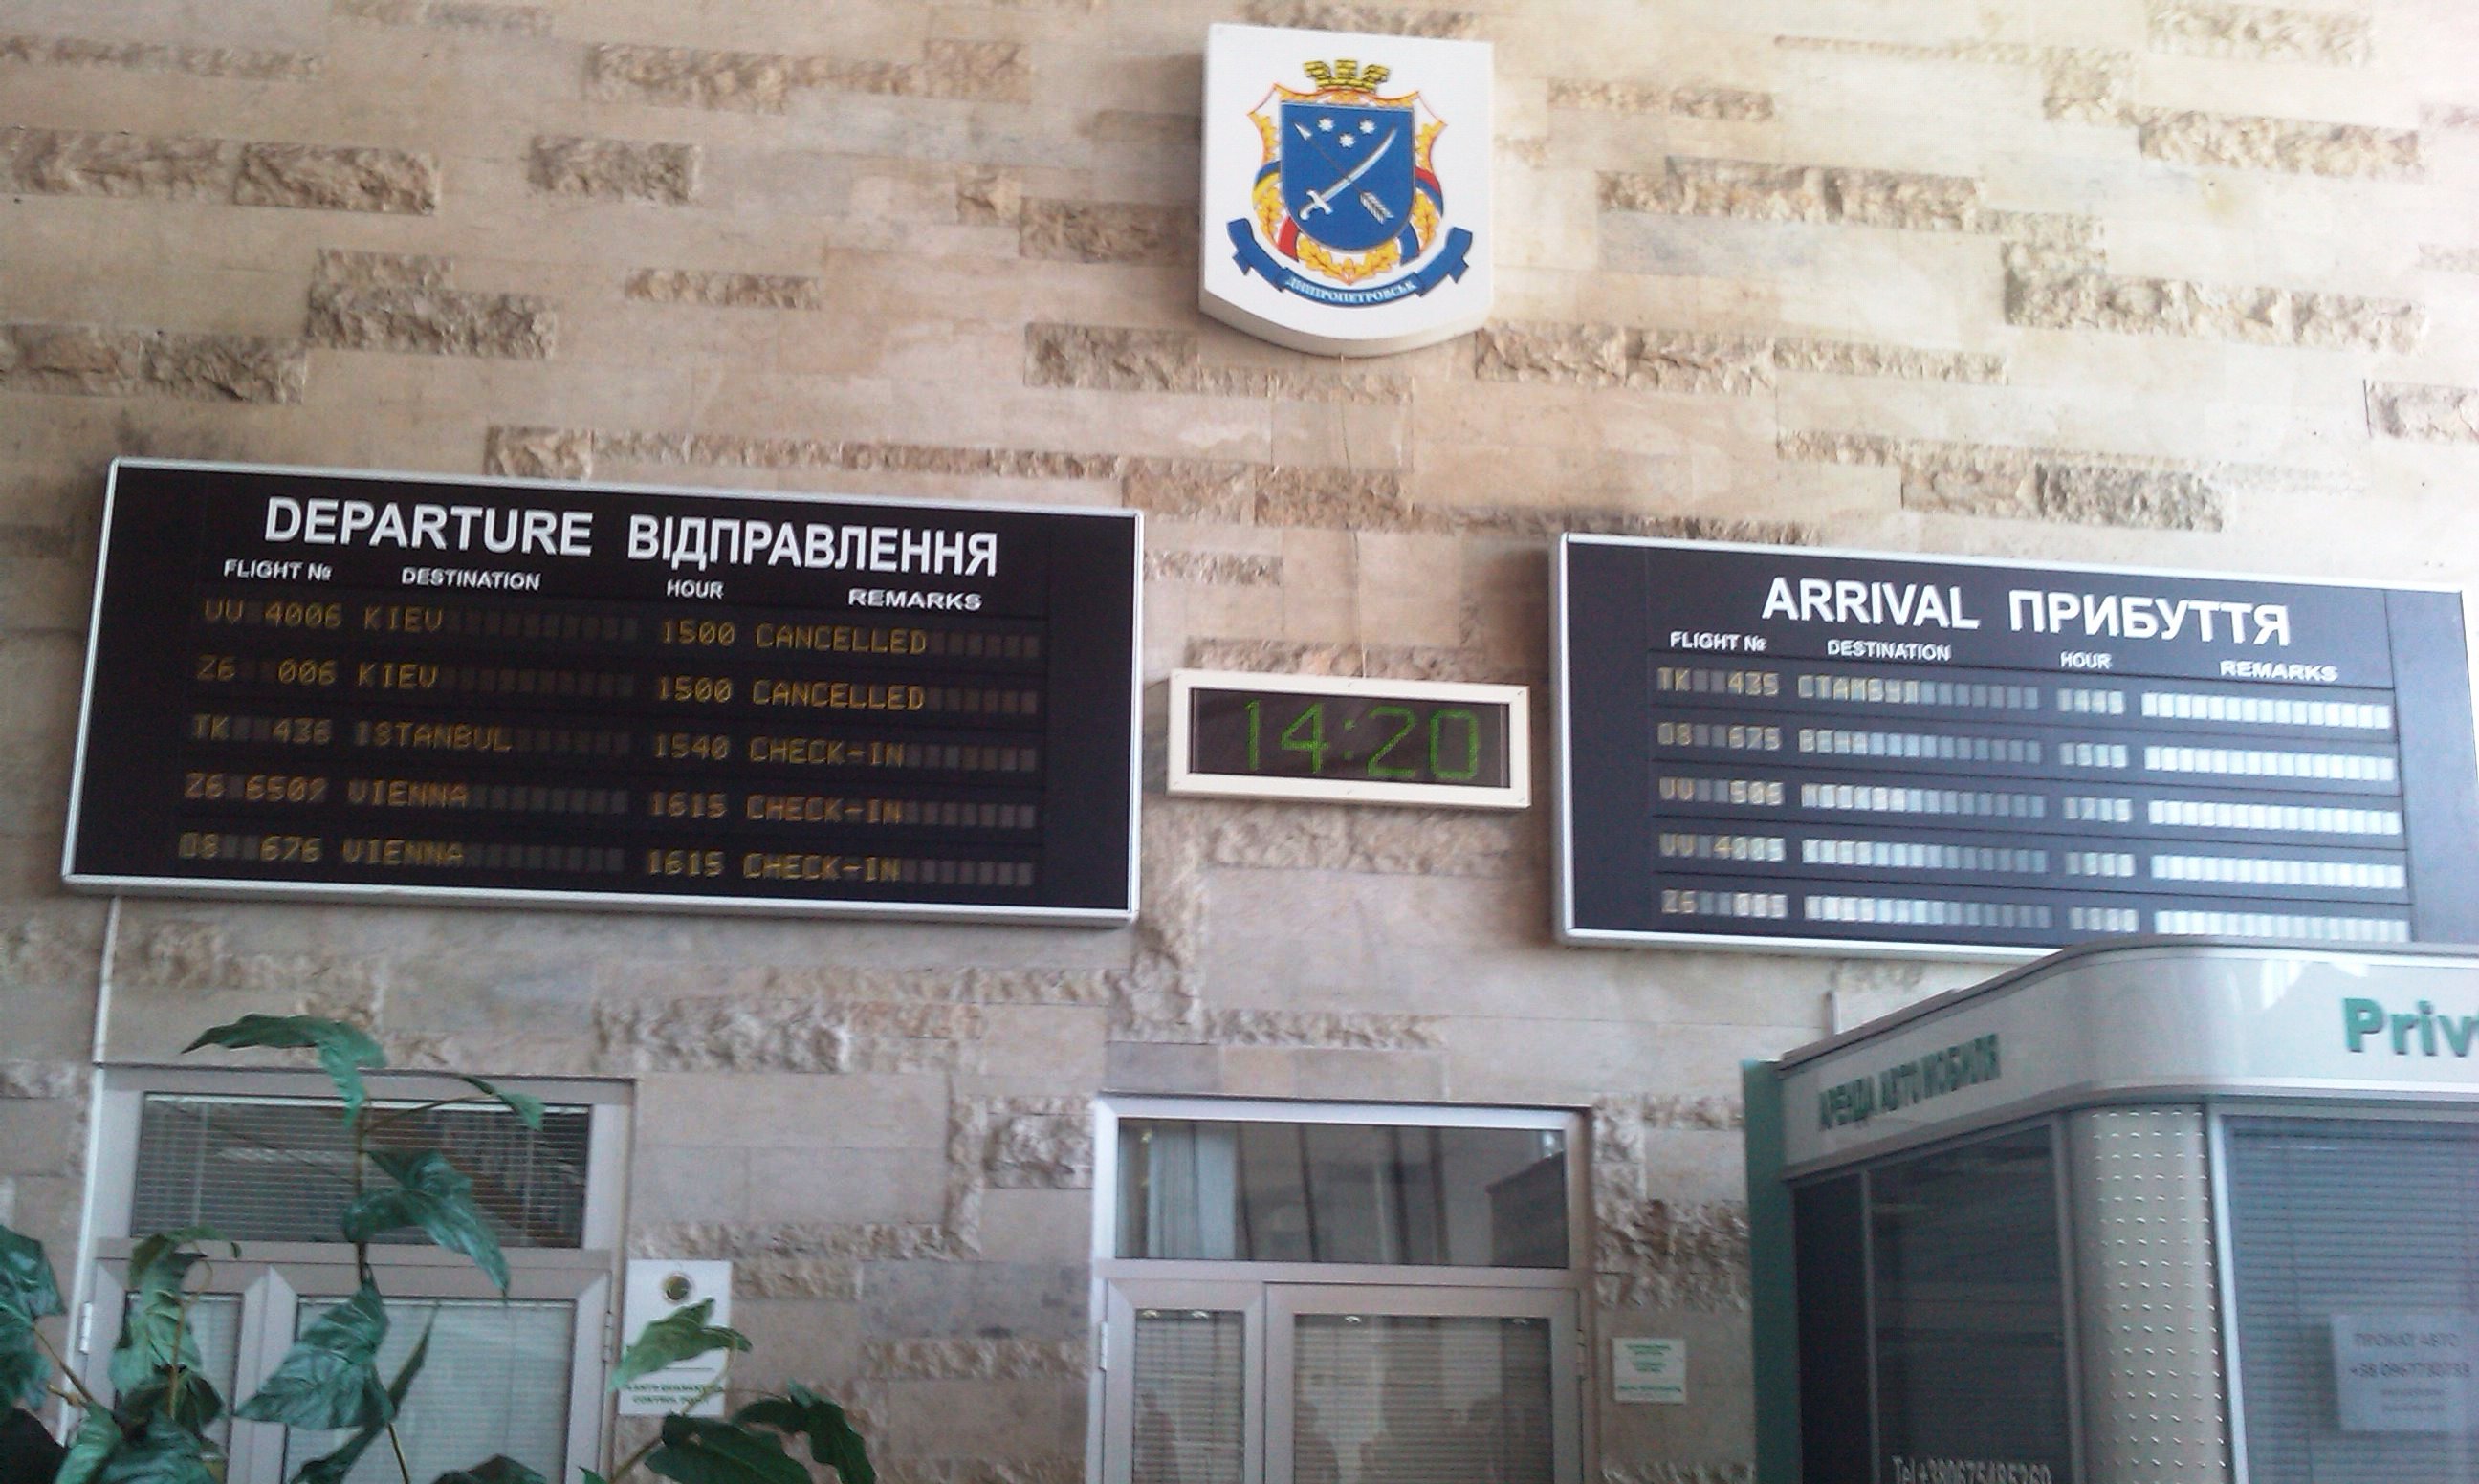 ДНІПРОПЕТРОВСЬК
DEPARTURE ВІДПРАВЛЕННЯ
FLIGHT № DESTINATION HOUR REMARKS
VV 4006 KIEV 1500 CANCELLED
Z6 006 KIEV 1500 CANCELLED
TK 436 ISTANBUL 1540 CHECK-IN
Z6 6509 VIENNA 1615 CHECK-IN
OS 676 VIENNA 1615 CHECK-IN
14:20
ARRIVAL ПРИБУТТЯ
FLIGHT № DESTINATION HOUR REMARKS
TK 435 СТАМБУЛ
OS 675 ВЕНА
VV 506 МОСКВА
VV 4005
Z6 005
Priv
АРЕНДА АВТОМОБИЛЯ
ПРОКАТ АВТО